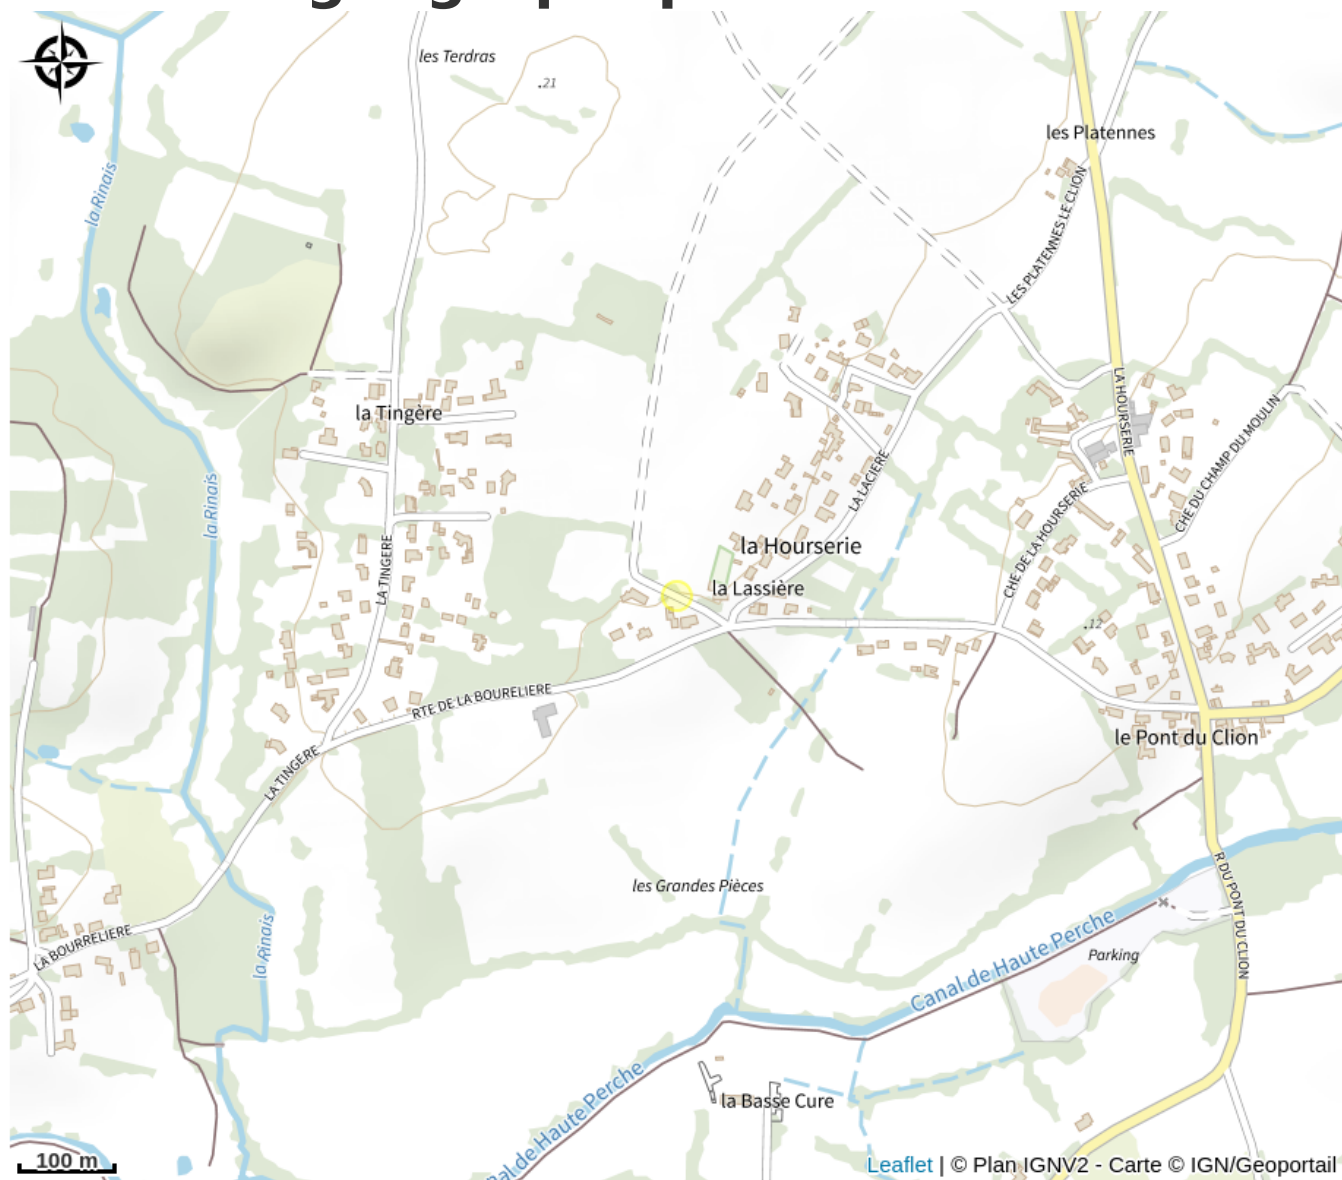 les Terdras
.21
les Platennes
la Rinais
LES PLATENNES LE CLION
la Tingère
LA HOURSERIE
CHE DU CHAMP DU MOULIN
la Rinais
LA LACIERE
CHE DE LA HOURSERIE
LA TINGERE
la Hourserie
la Lassière
.12
RTE DE LA BOURELIERE
le Pont du Clion
LA TINGERE
les Grandes Pièces
R DU PONT DU CLION
LA BOURRELIERE
la Rinais
Canal de Haute Perche
Parking
nal de Haute Perche
la Basse Cure
100 m
Leaflet | © Plan IGNV2 - Carte © IGN/Geoportail